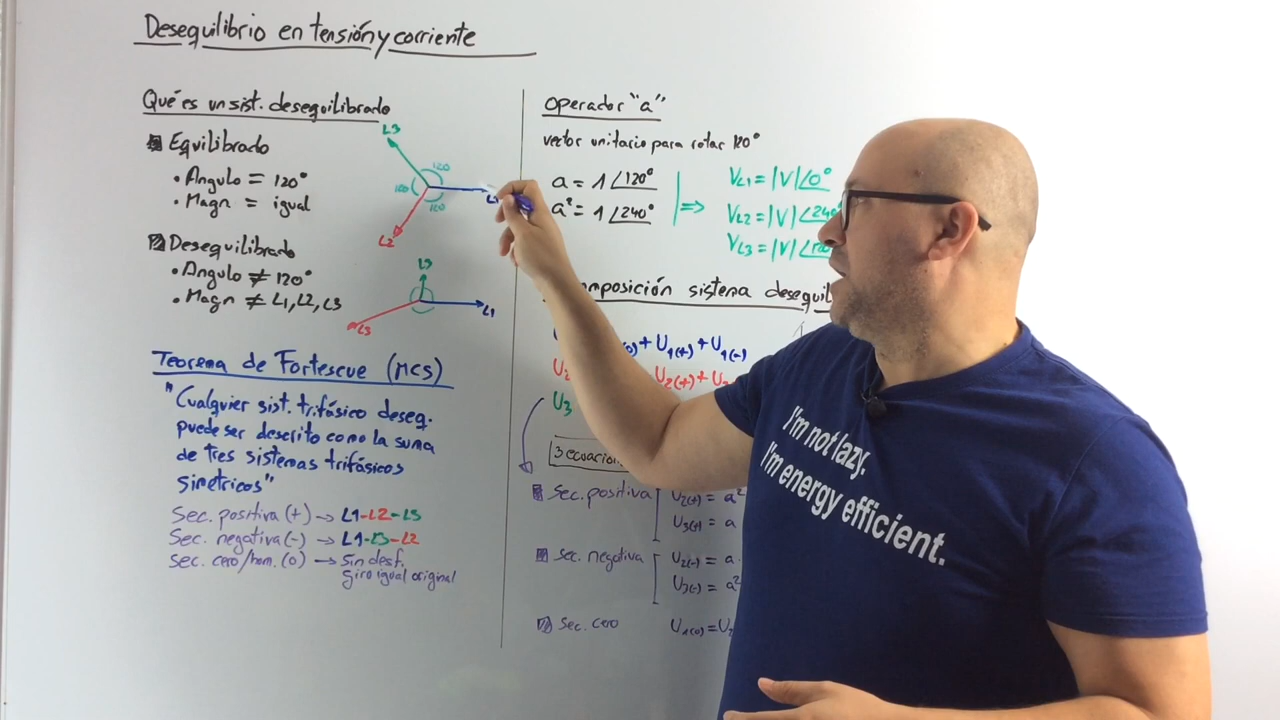 Desequilibrio en tensión y corriente
Qué es un sist. desequilibrado
Equilibrado
• Angulo = 120°
• Magn = igual
L3
120
120
120
L2
Desequilibrado
• Angulo ≠ 120°
• Magn ≠ L1, L2, L3
L3
L1
L3
Teorema de Fortescue (MCS)
"Cualquier sist. trifásico deseq.
puede ser descrito como la suma
de tres sistemas trifásicos
simetricos"
Sec. positiva (+) → L1-L2-L3
Sec. negativa (-) → L1-L3-L2
sec. cero/hom. (0) → Sin desf.
Giro igual original
Operador "a"
vector unitario para rotar 120°
a = 1∠120°
a² = 1∠240°
⇒
VL1 = |V|∠0°
VL2 = |V|∠240°
VL3 = |V|∠
sistema
(0) + U1(+) + U1(-)
U2(+) +
U3
Sec. positiva
U2(+) = a²
U3(+) = a
Sec. negativa
U2(-) = a
U3(-) = a²
Sec. cero
U1(0) =
I'm not lazy.
I'm energy efficient.